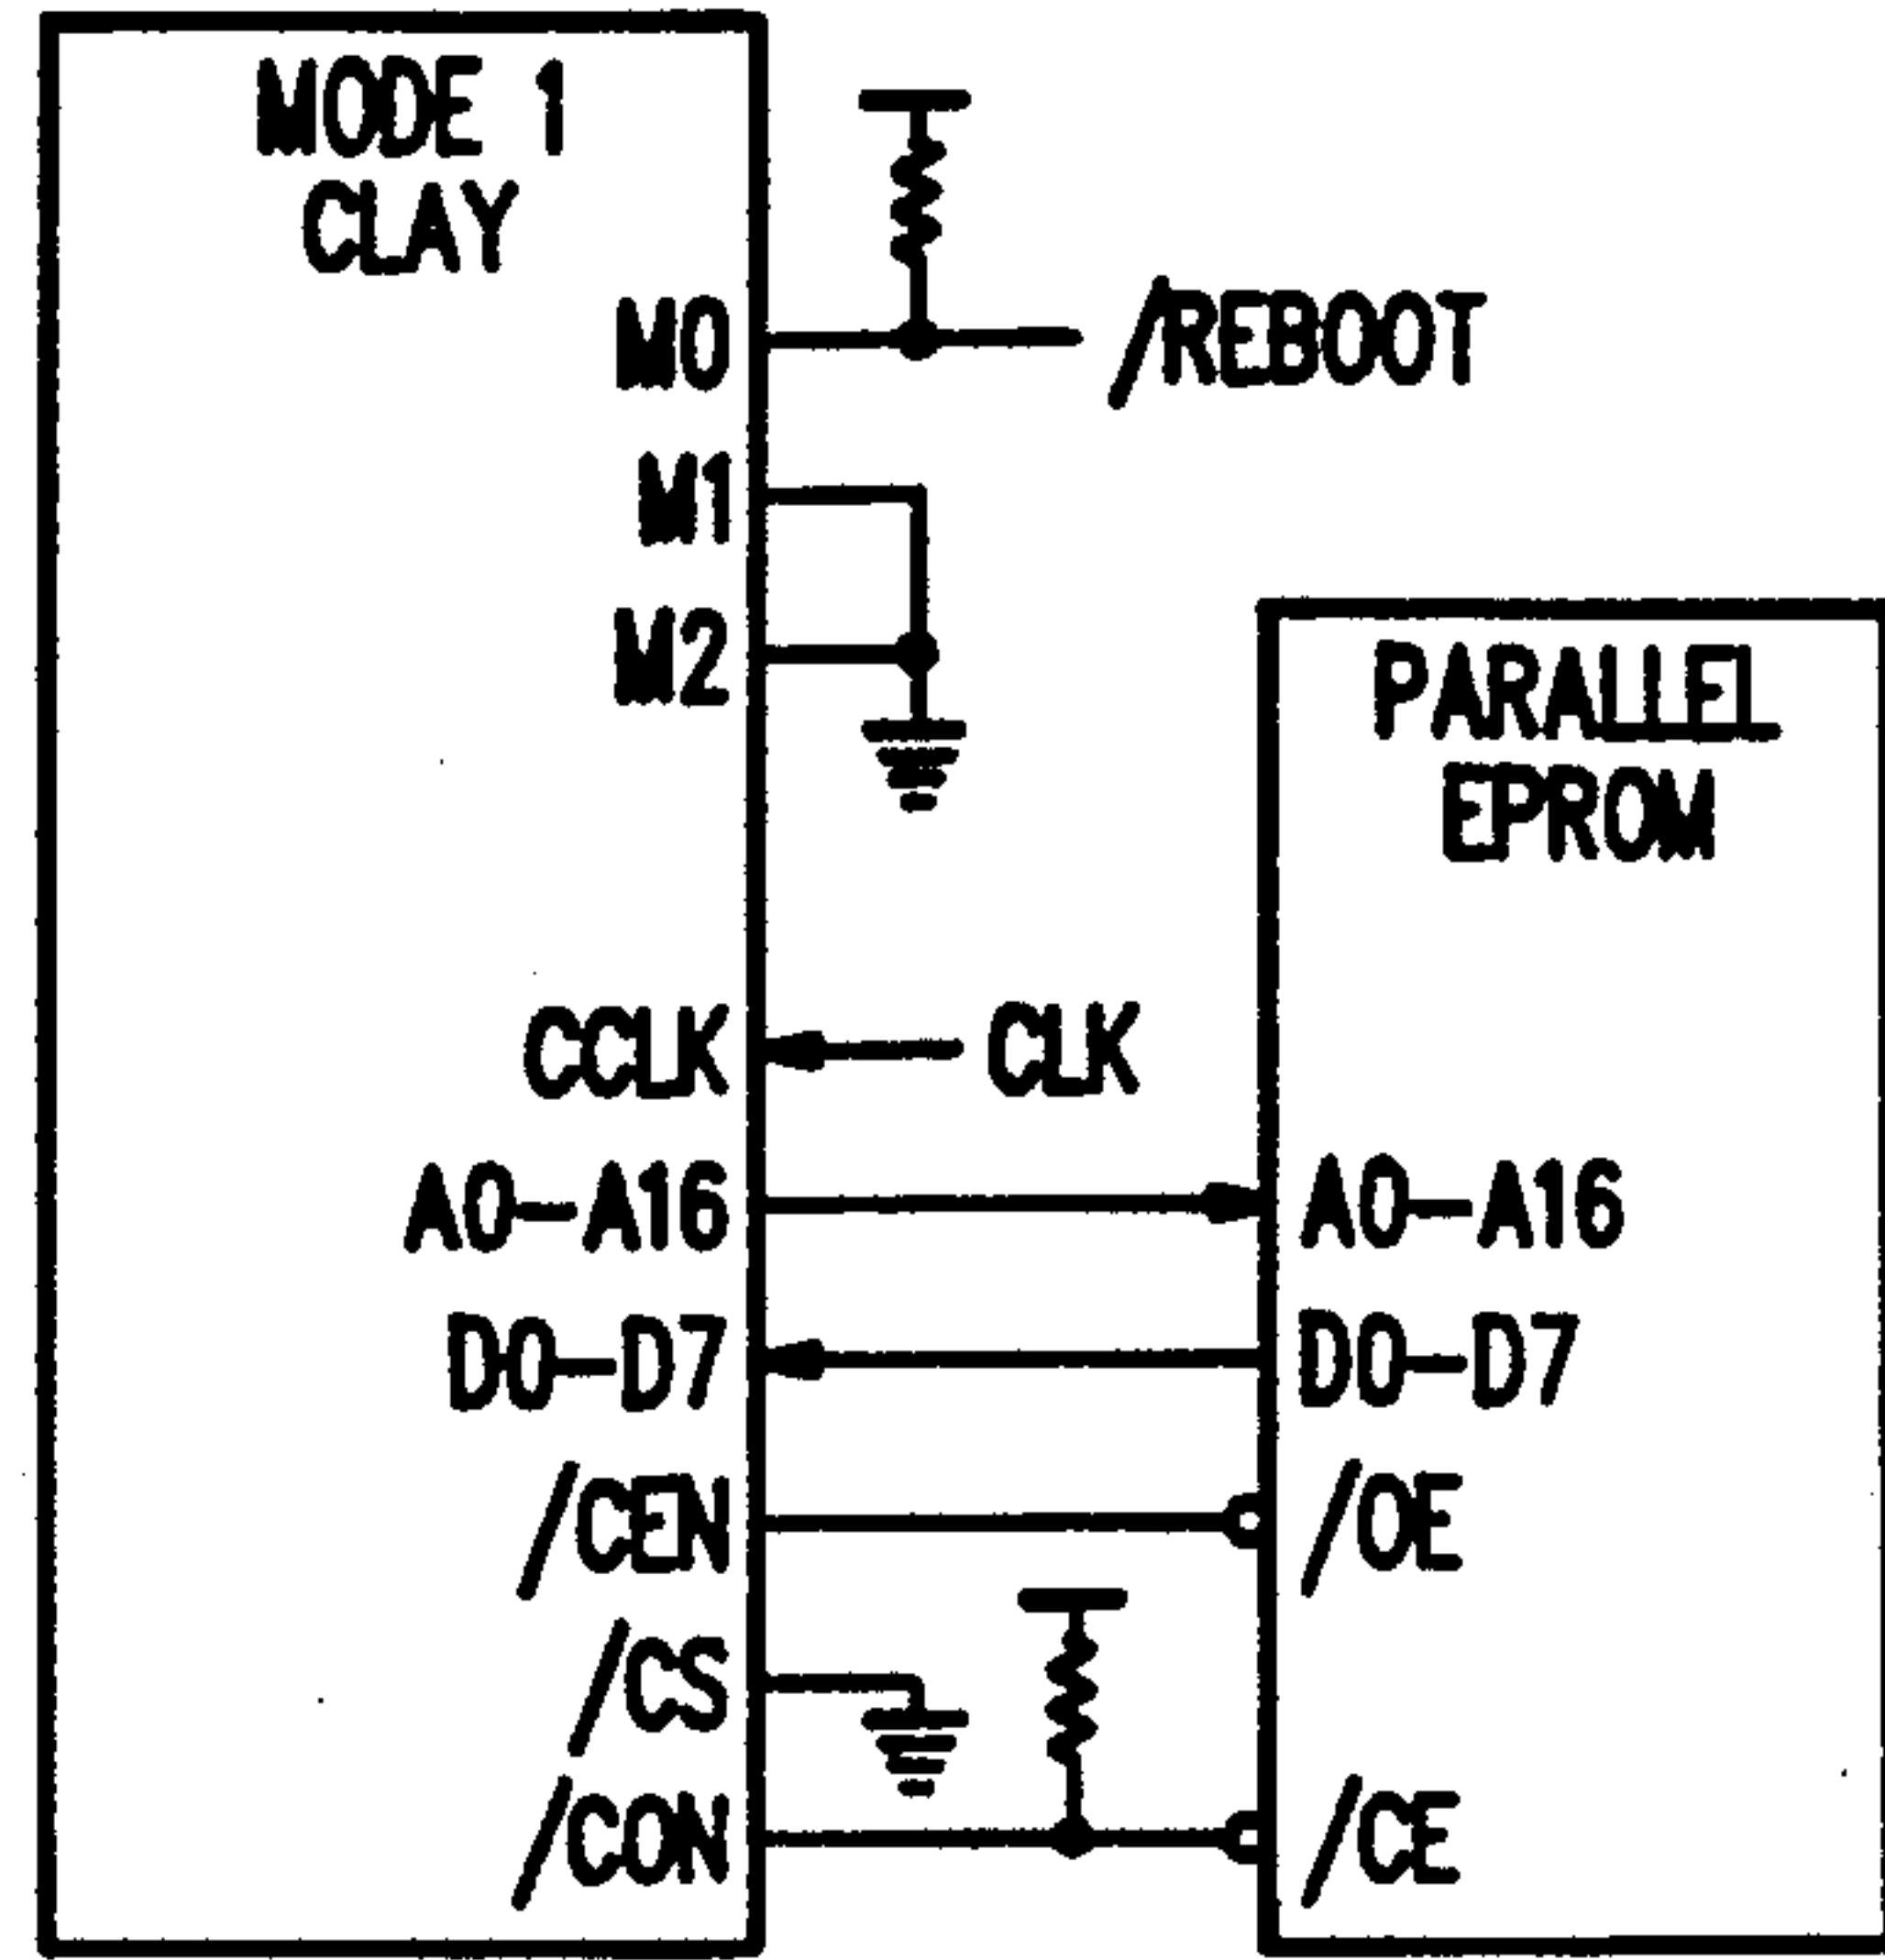 MODE 1
CLAY
M0
/REBOOT
M1
M2
PARALLEL
EPROM
CCLK
CLK
A0-A16
A0-A16
D0-D7
D0-D7
/CEN
/OE
/CS
/CON
/CE